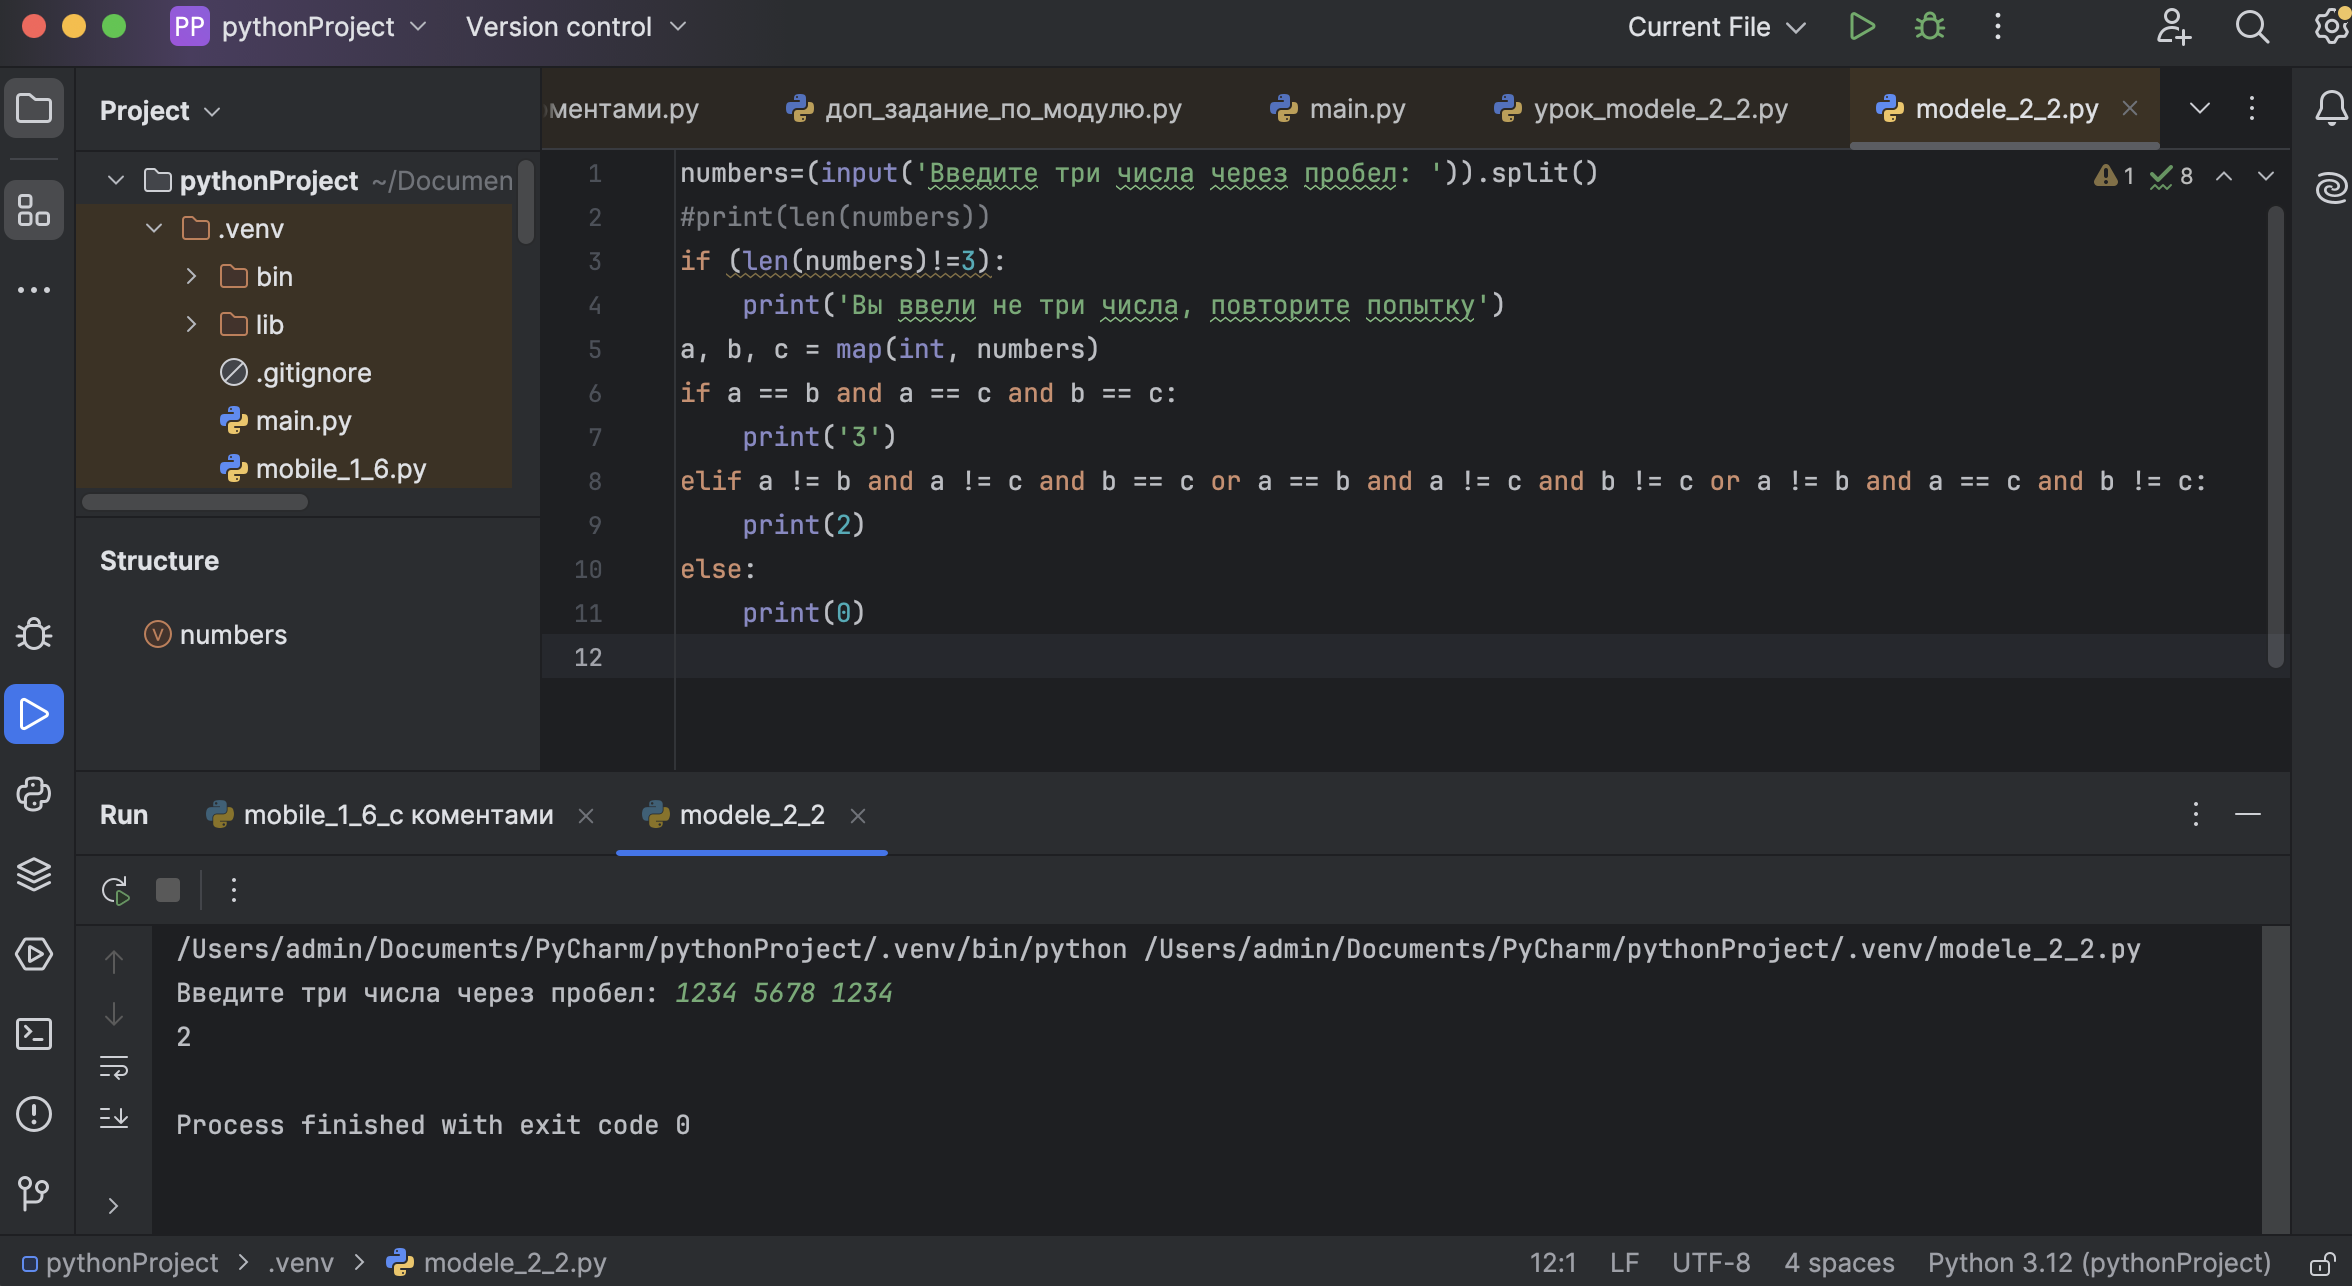 PP pythonProject Version control Current File
Project
ментами.py доп_задание_по_модулю.py main.py урок_modele_2_2.py modele_2_2.py
pythonProject ~/Documen
.venv
bin
lib
.gitignore
main.py
mobile_1_6.py
Structure
V numbers
1 numbers=(input('Введите три числа через пробел: ')).split()
2 #print(len(numbers))
3 if (len(numbers)!=3):
4 print('Вы ввели не три числа, повторите попытку')
5 a, b, c = map(int, numbers)
6 if a == b and a == c and b == c:
7 print('3')
8 elif a != b and a != c and b == c or a == b and a != c and b != c or a != b and a == c and b != c:
9 print(2)
10 else:
11 print(0)
12
1 8
Run mobile_1_6_с коментами modele_2_2
/Users/admin/Documents/PyCharm/pythonProject/.venv/bin/python /Users/admin/Documents/PyCharm/pythonProject/.venv/modele_2_2.py
Введите три числа через пробел: 1234 5678 1234
2
Process finished with exit code 0
pythonProject > .venv > modele_2_2.py 12:1 LF UTF-8 4 spaces Python 3.12 (pythonProject)